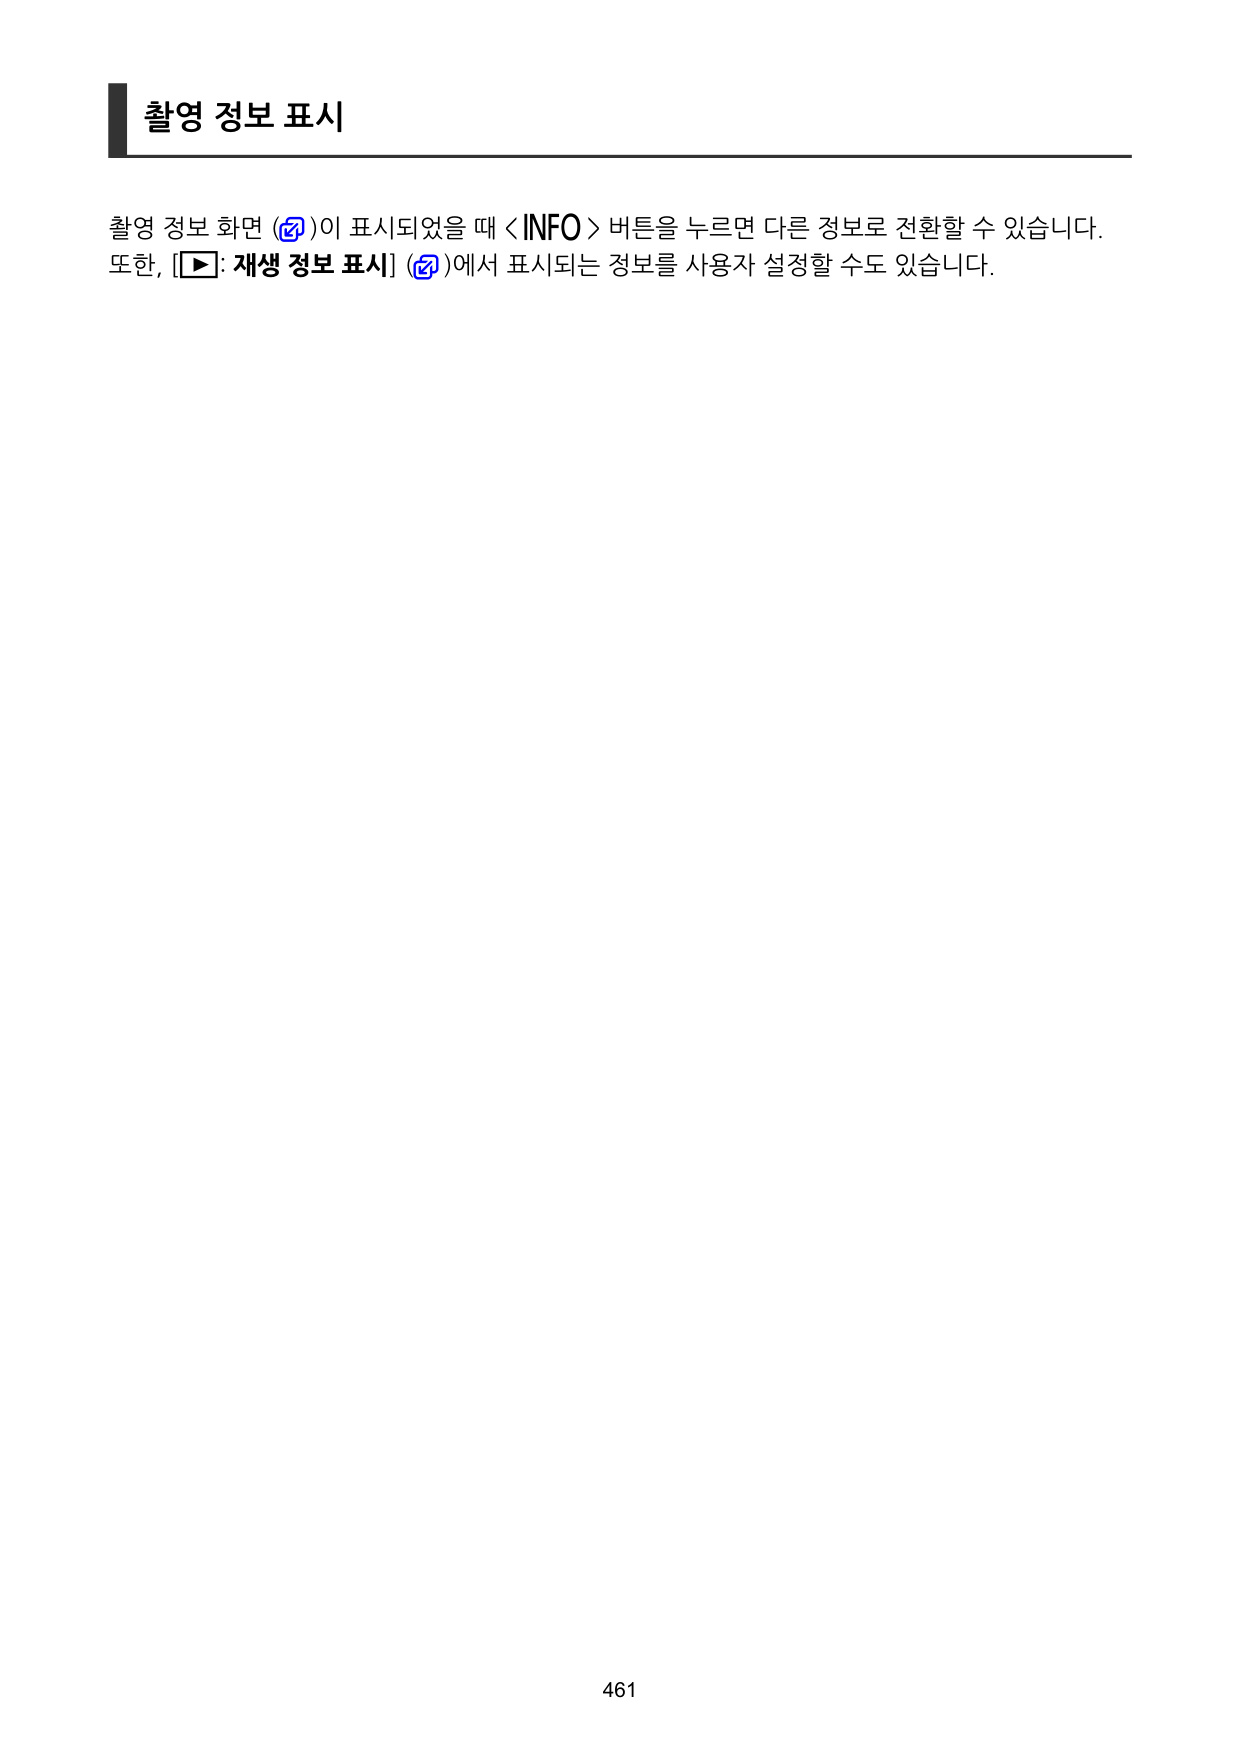 촬영 정보 표시
촬영 정보 화면 ( )이 표시되었을 때 <INFO> 버튼을 누르면 다른 정보로 전환할 수 있습니다.
또한, [▶: 재생 정보 표시] ( )에서 표시되는 정보를 사용자 설정할 수도 있습니다.
461